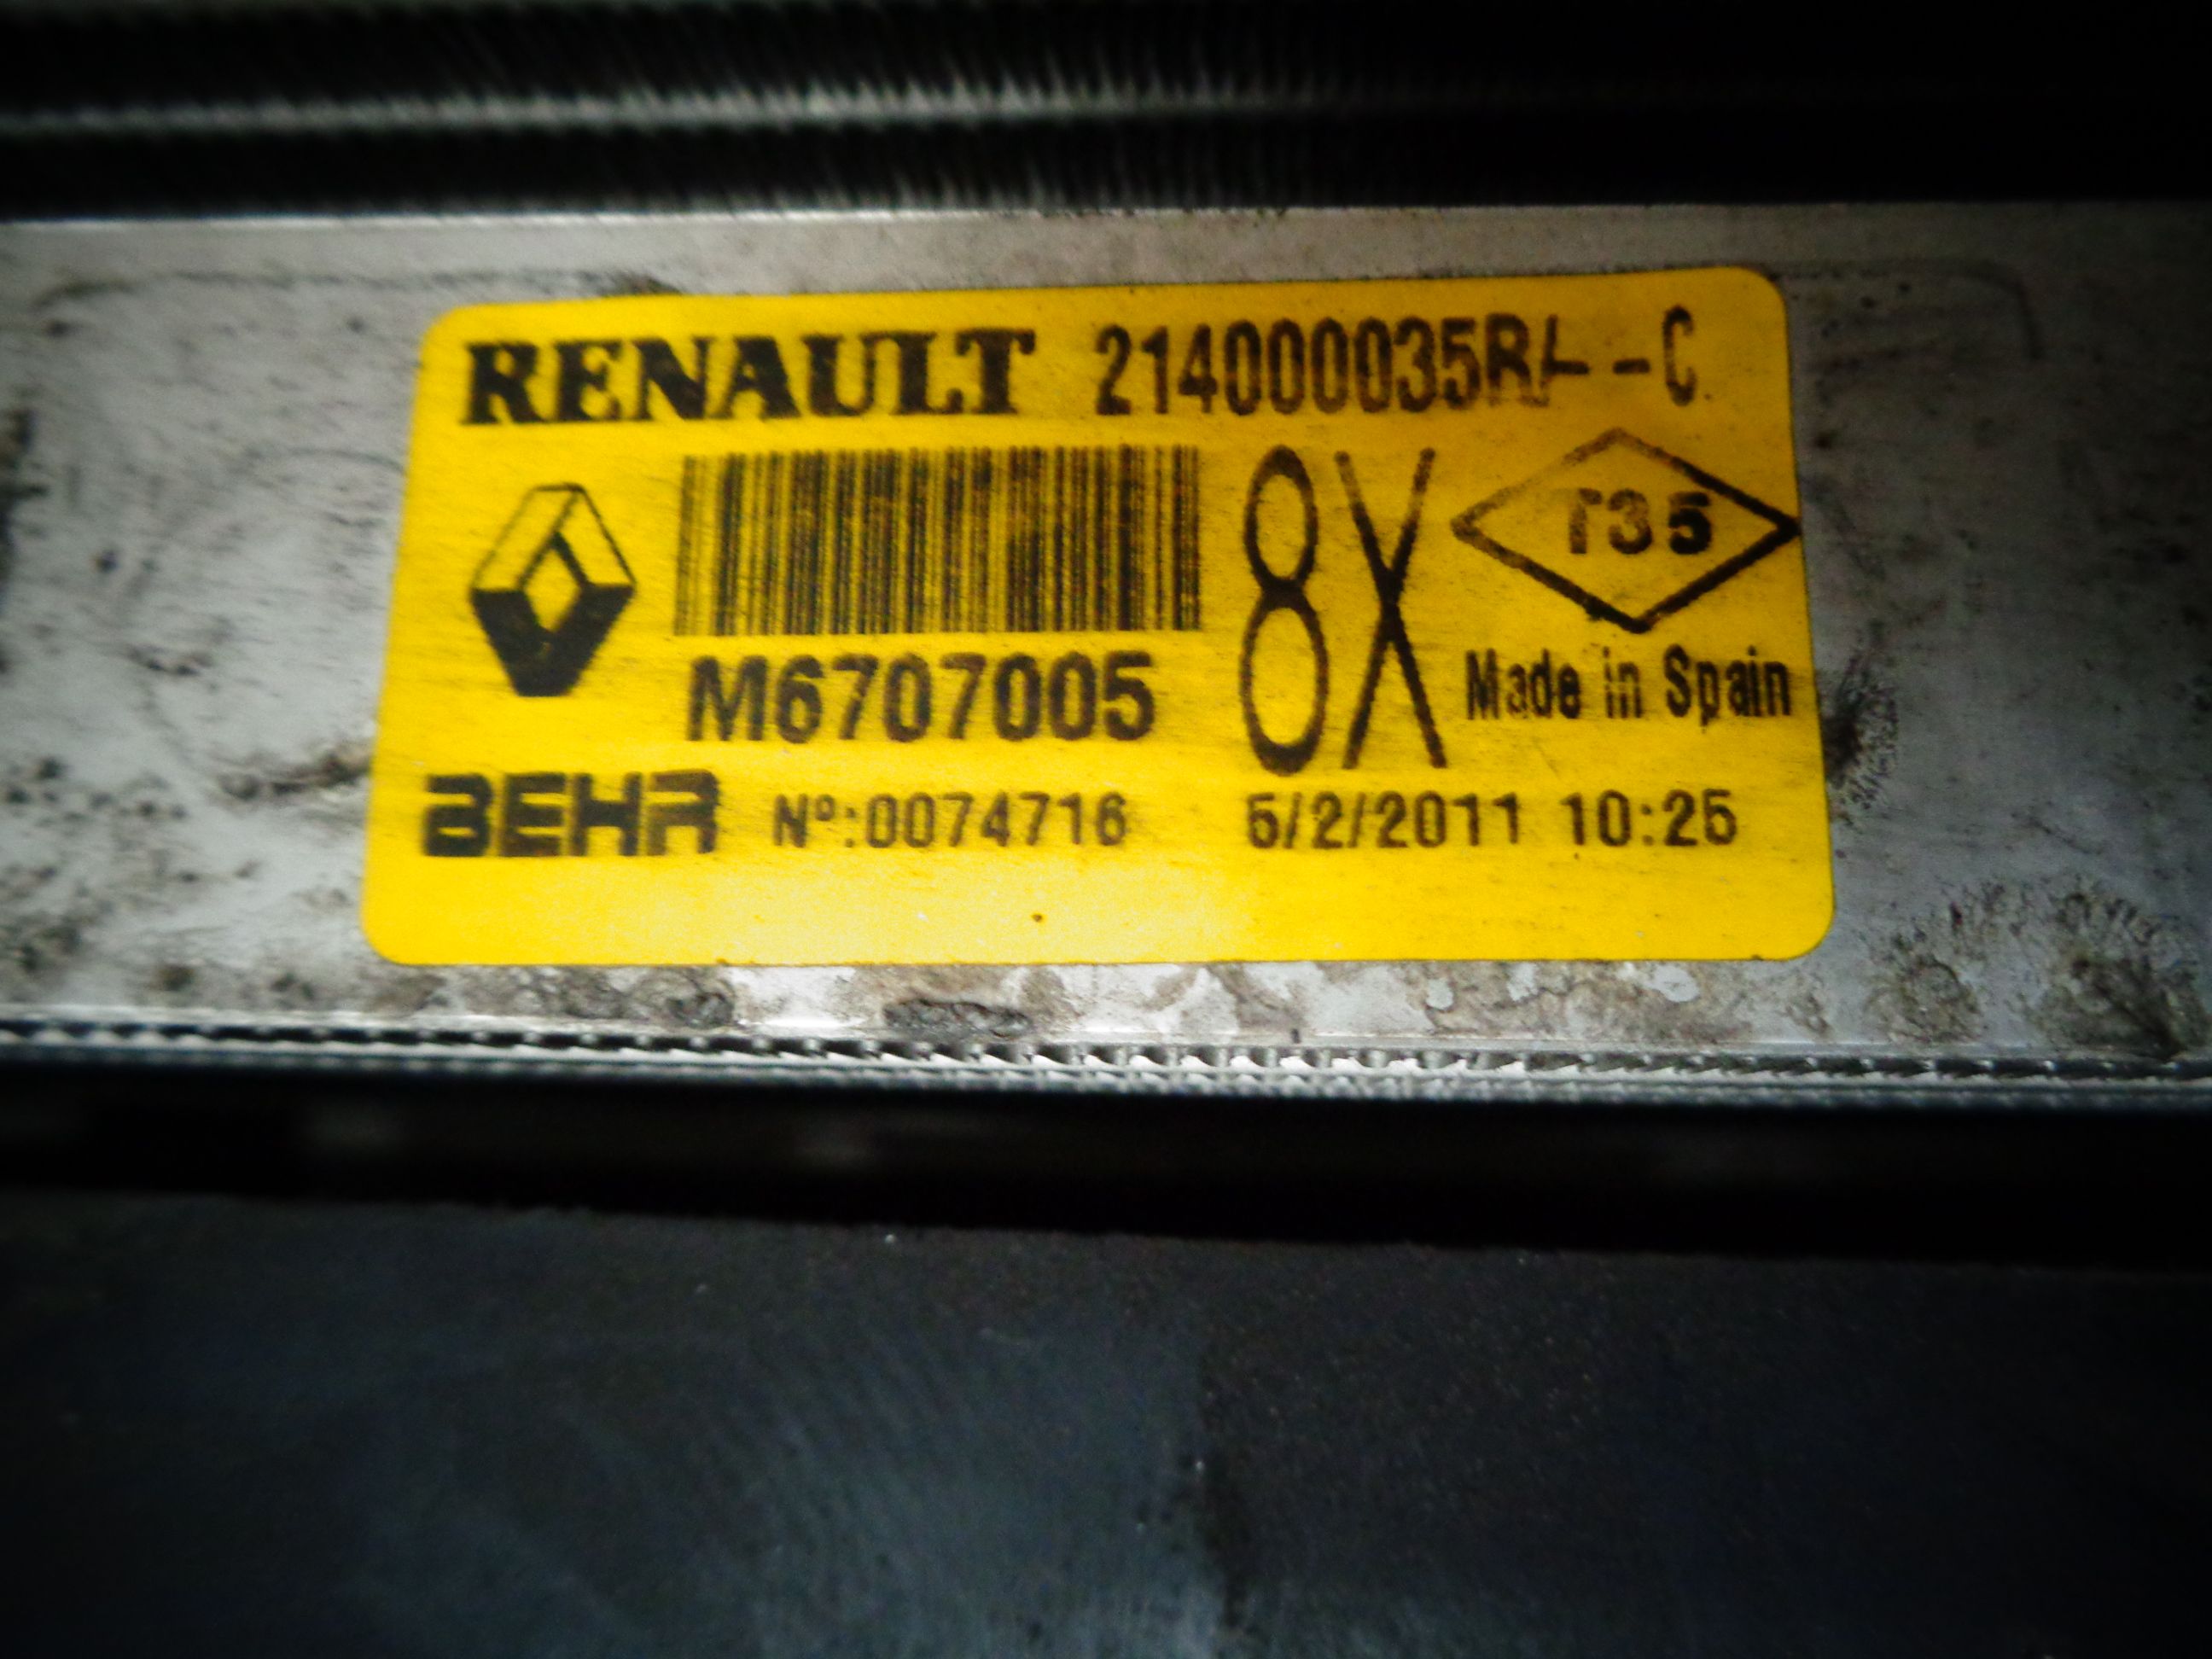 RENAULT 214000035R/--C
8X
T35
M6707005
Made in Spain
BEHR Nº:0074716 5/2/2011 10:25